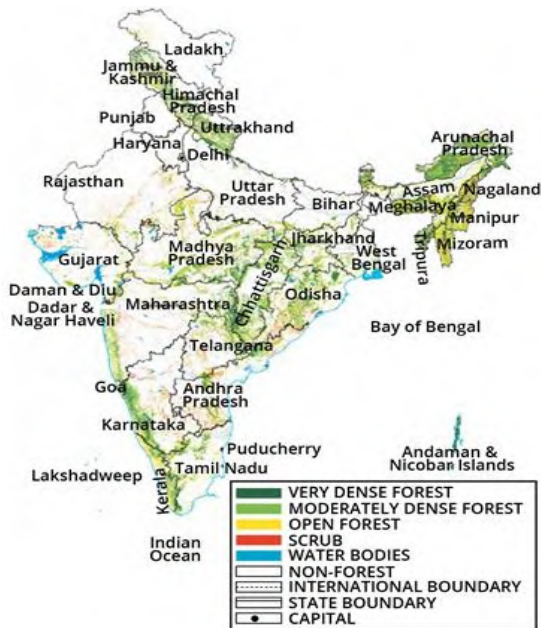 Ladakh
Jammu &
Kashmir
Himachal
Pradesh
Punjab
Uttrakhand
Haryana
Delhi
Arunachal
Pradesh
Rajasthan
Uttar
Pradesh
Bihar
Assam
Nagaland
Meghalaya
Manipur
Jharkhand
Mizoram
Tripura
West
Bengal
Gujarat
Madhya
Pradesh
Chhattisgarh
Daman & Diu
Dadar &
Nagar Haveli
Maharashtra
Odisha
Bay of Bengal
Telangana
Goa
Andhra
Pradesh
Karnataka
Puducherry
Andaman &
Nicobar Islands
Lakshadweep
Kerala
Tamil Nadu
Indian
Ocean
VERY DENSE FOREST
MODERATELY DENSE FOREST
OPEN FOREST
SCRUB
WATER BODIES
NON-FOREST
INTERNATIONAL BOUNDARY
STATE BOUNDARY
CAPITAL